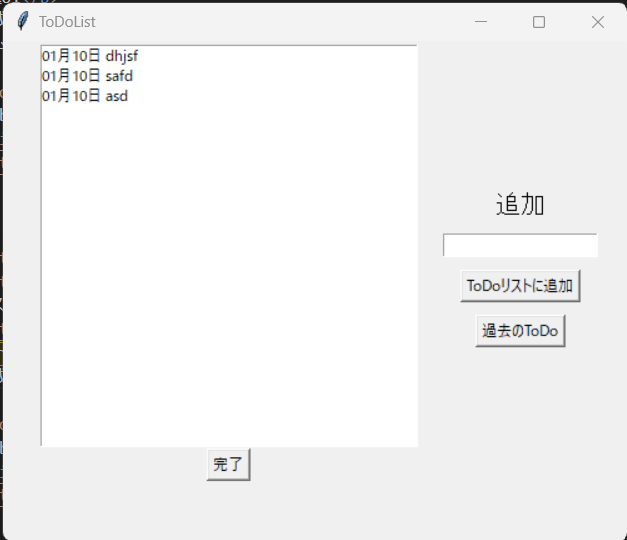 ToDoList
01月10日 dhjsf
01月10日 safd
01月10日 asd
追加
ToDoリストに追加
過去のToDo
完了